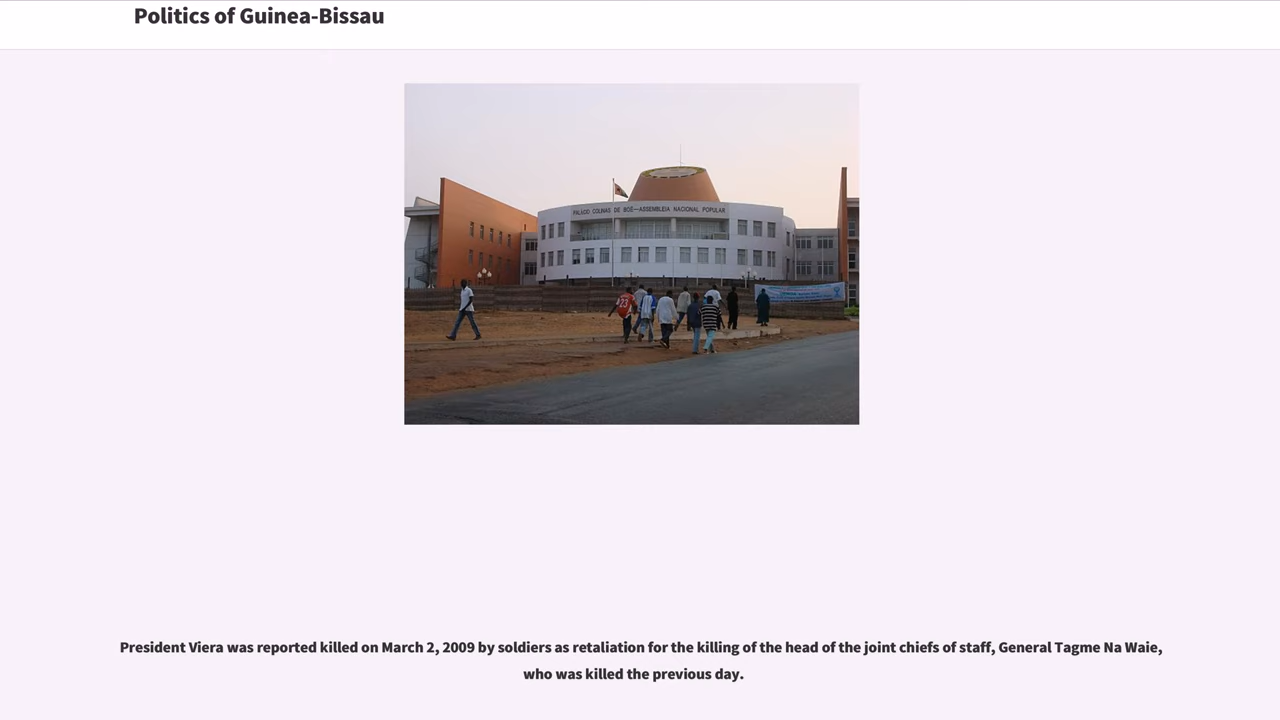 Politics of Guinea-Bissau
PALÁCIO COLINAS DE BOÉ—ASSEMBLEIA NACIONAL POPULAR
23
President Viera was reported killed on March 2, 2009 by soldiers as retaliation for the killing of the head of the joint chiefs of staff, General Tagme Na Waie,
who was killed the previous day.